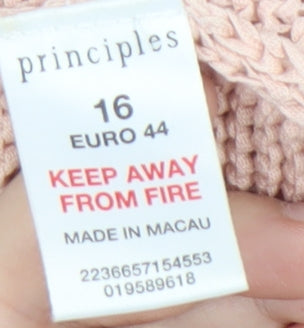 principles
16
EURO 44
KEEP AWAY
FROM FIRE
MADE IN MACAU
2236657154553
019589618